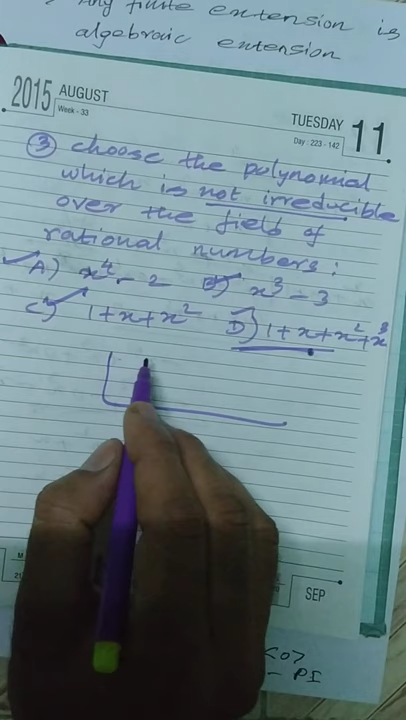 Any finite extension is
algebraic extension
2015 AUGUST
Week - 33
TUESDAY 11
Day : 223 - 142
③ choose the polynomial
which is not irreducible
over the field of
rational numbers :
A) x⁴ - 2 B) x³ - 3
C) 1 + x + x² D) 1 + x + x² + x³
SEP